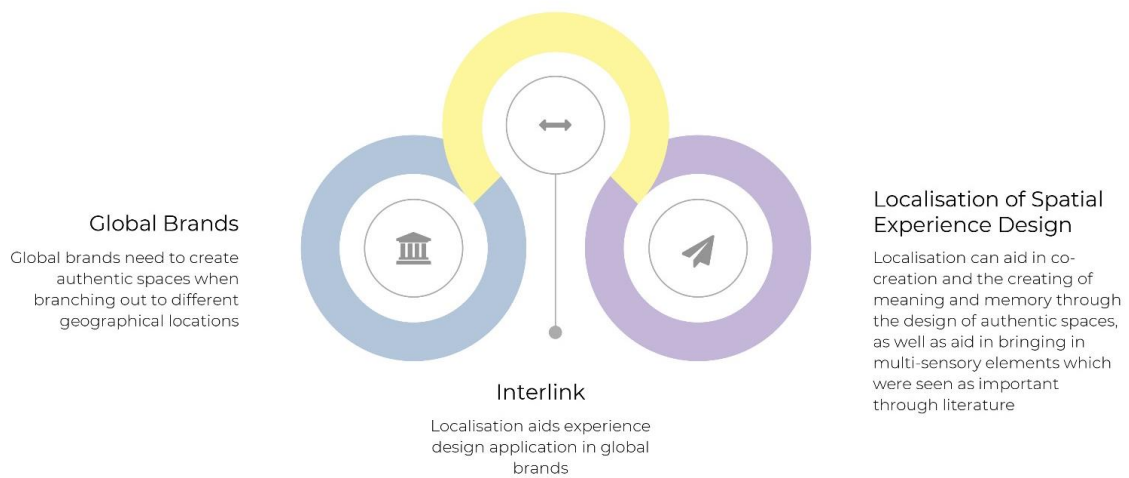 Global Brands
Global brands need to create
authentic spaces when
branching out to different
geographical locations
Interlink
Localisation aids experience
design application in global
brands
Localisation of Spatial
Experience Design
Localisation can aid in co-
creation and the creating of
meaning and memory through
the design of authentic spaces,
as well as aid in bringing in
multi-sensory elements which
were seen as important
through literature